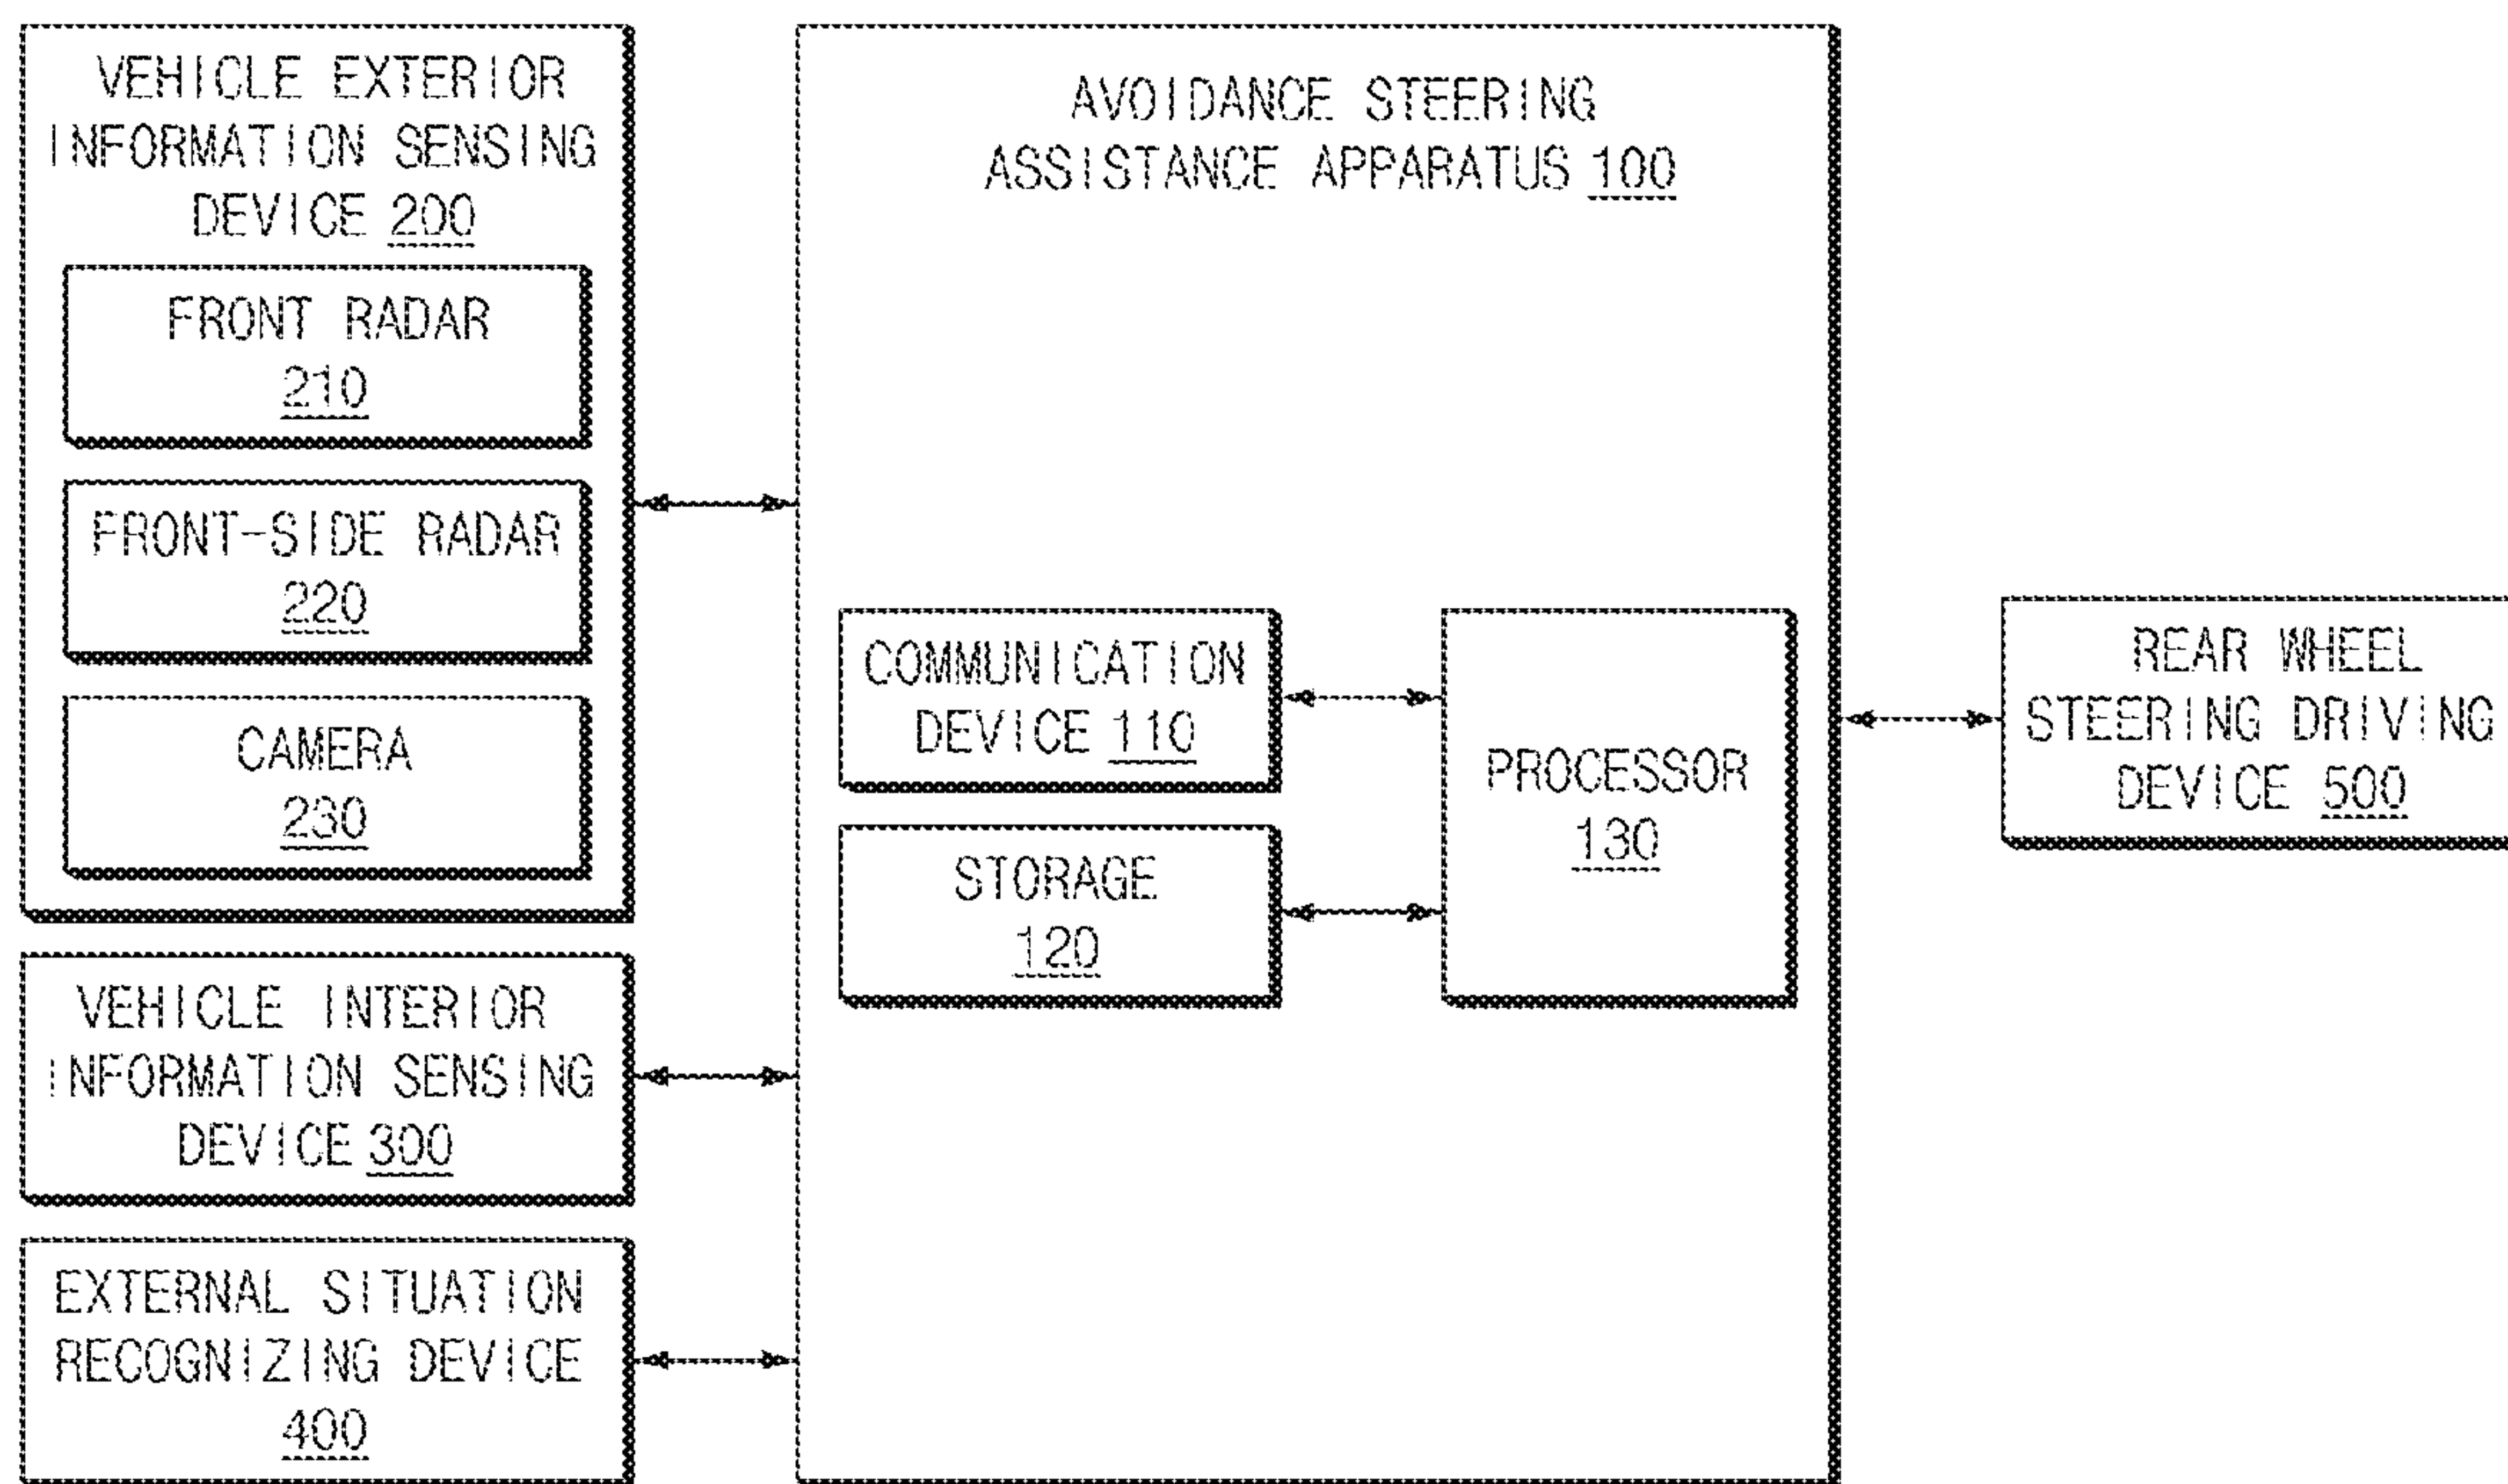 VEHICLE EXTERIOR
INFORMATION SENSING
DEVICE 200
FRONT RADAR
210
FRONT-SIDE RADAR
220
CAMERA
230
VEHICLE INTERIOR
INFORMATION SENSING
DEVICE 300
EXTERNAL SITUATION
RECOGNIZING DEVICE
400
AVOIDANCE STEERING
ASSISTANCE APPARATUS 100
COMMUNICATION
DEVICE 110
STORAGE
120
PROCESSOR
130
REAR WHEEL
STEERING DRIVING
DEVICE 500